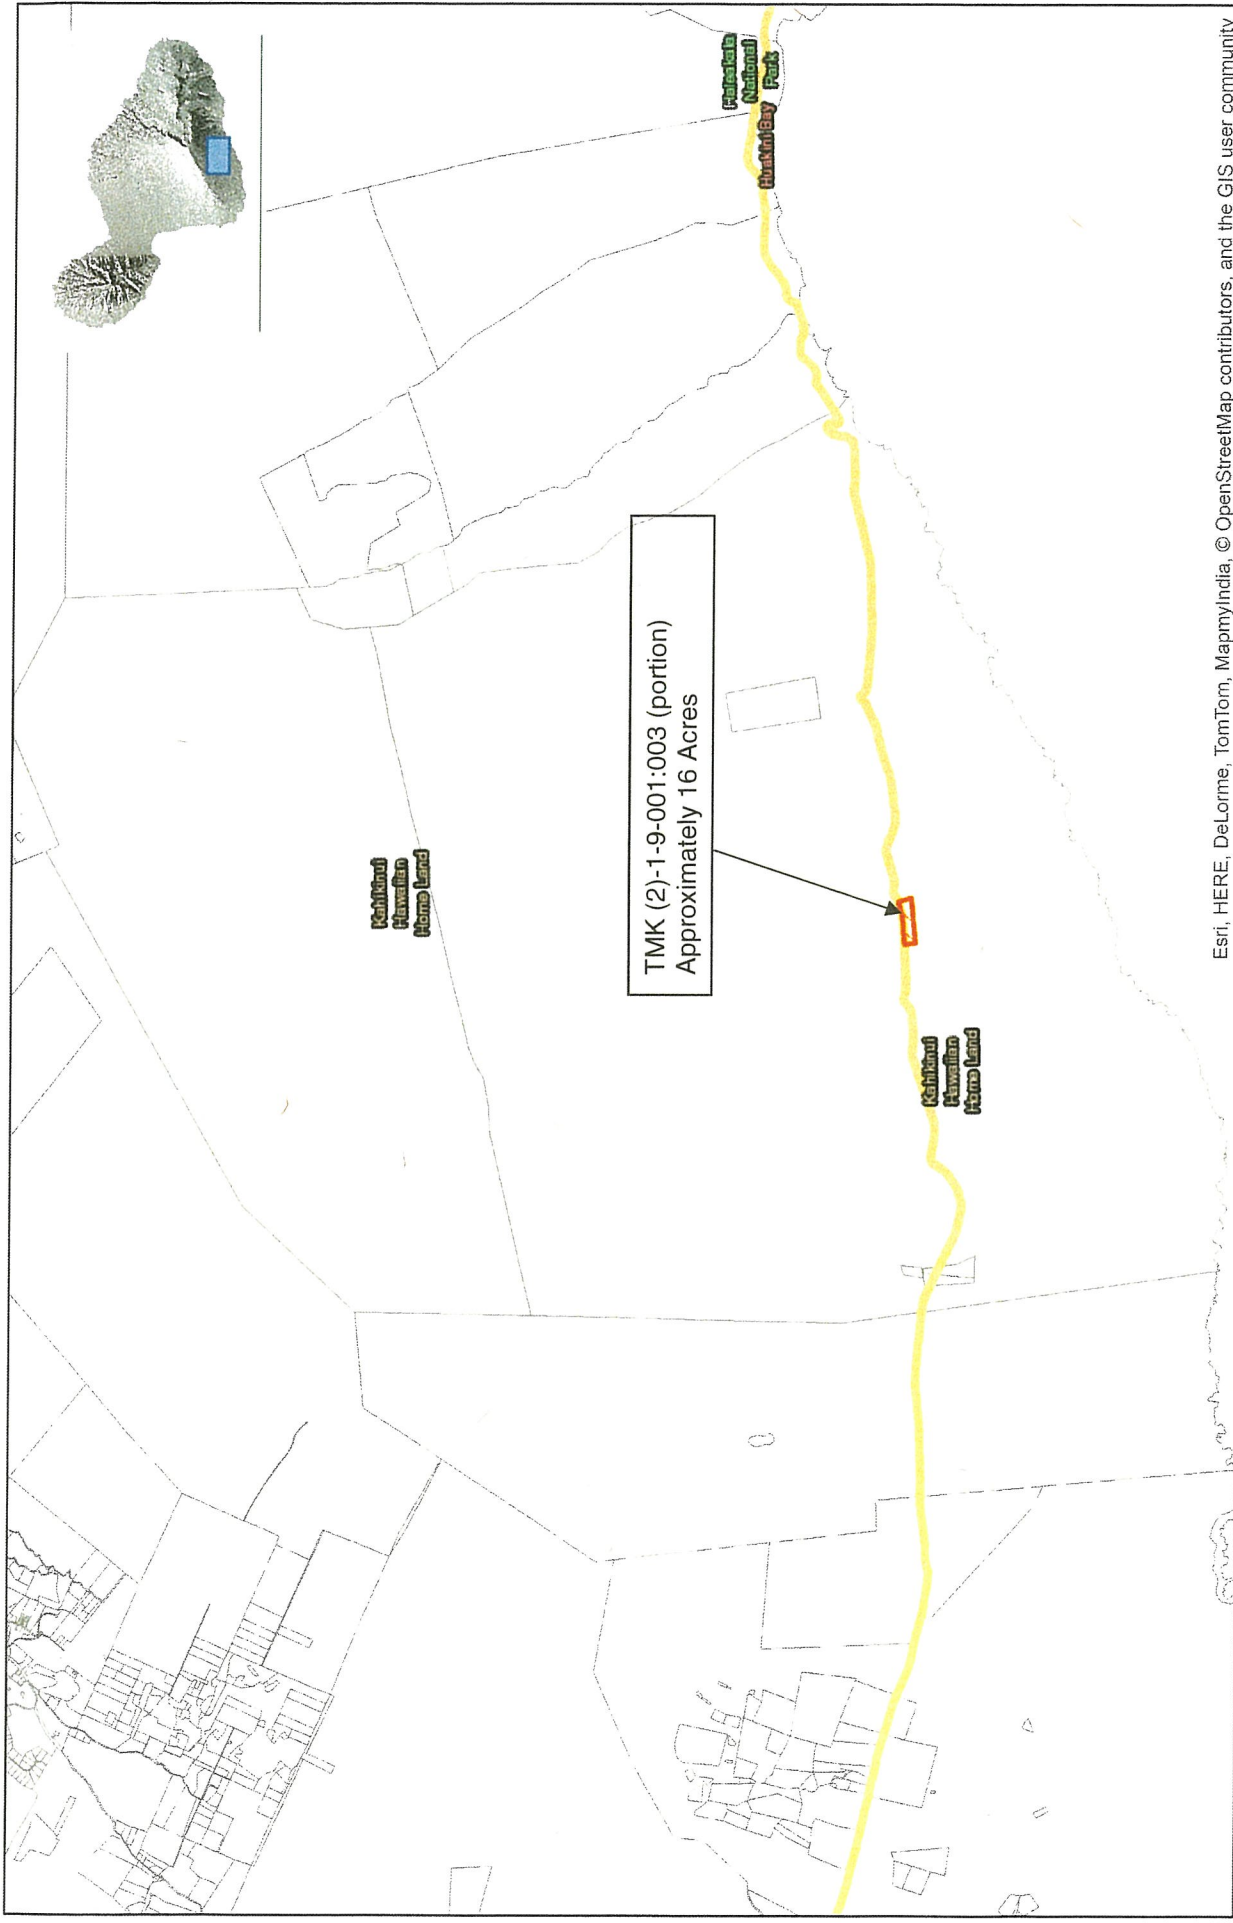 Haleakala
National
Park
Huakini Bay
Kahikinui
Hawaiian
Home Land
TMK (2)-1-9-001:003 (portion)
Approximately 16 Acres
Kahikinui
Hawaiian
Home Land
Esri, HERE, DeLorme, TomTom, MapmyIndia, © OpenStreetMap contributors, and the GIS user community